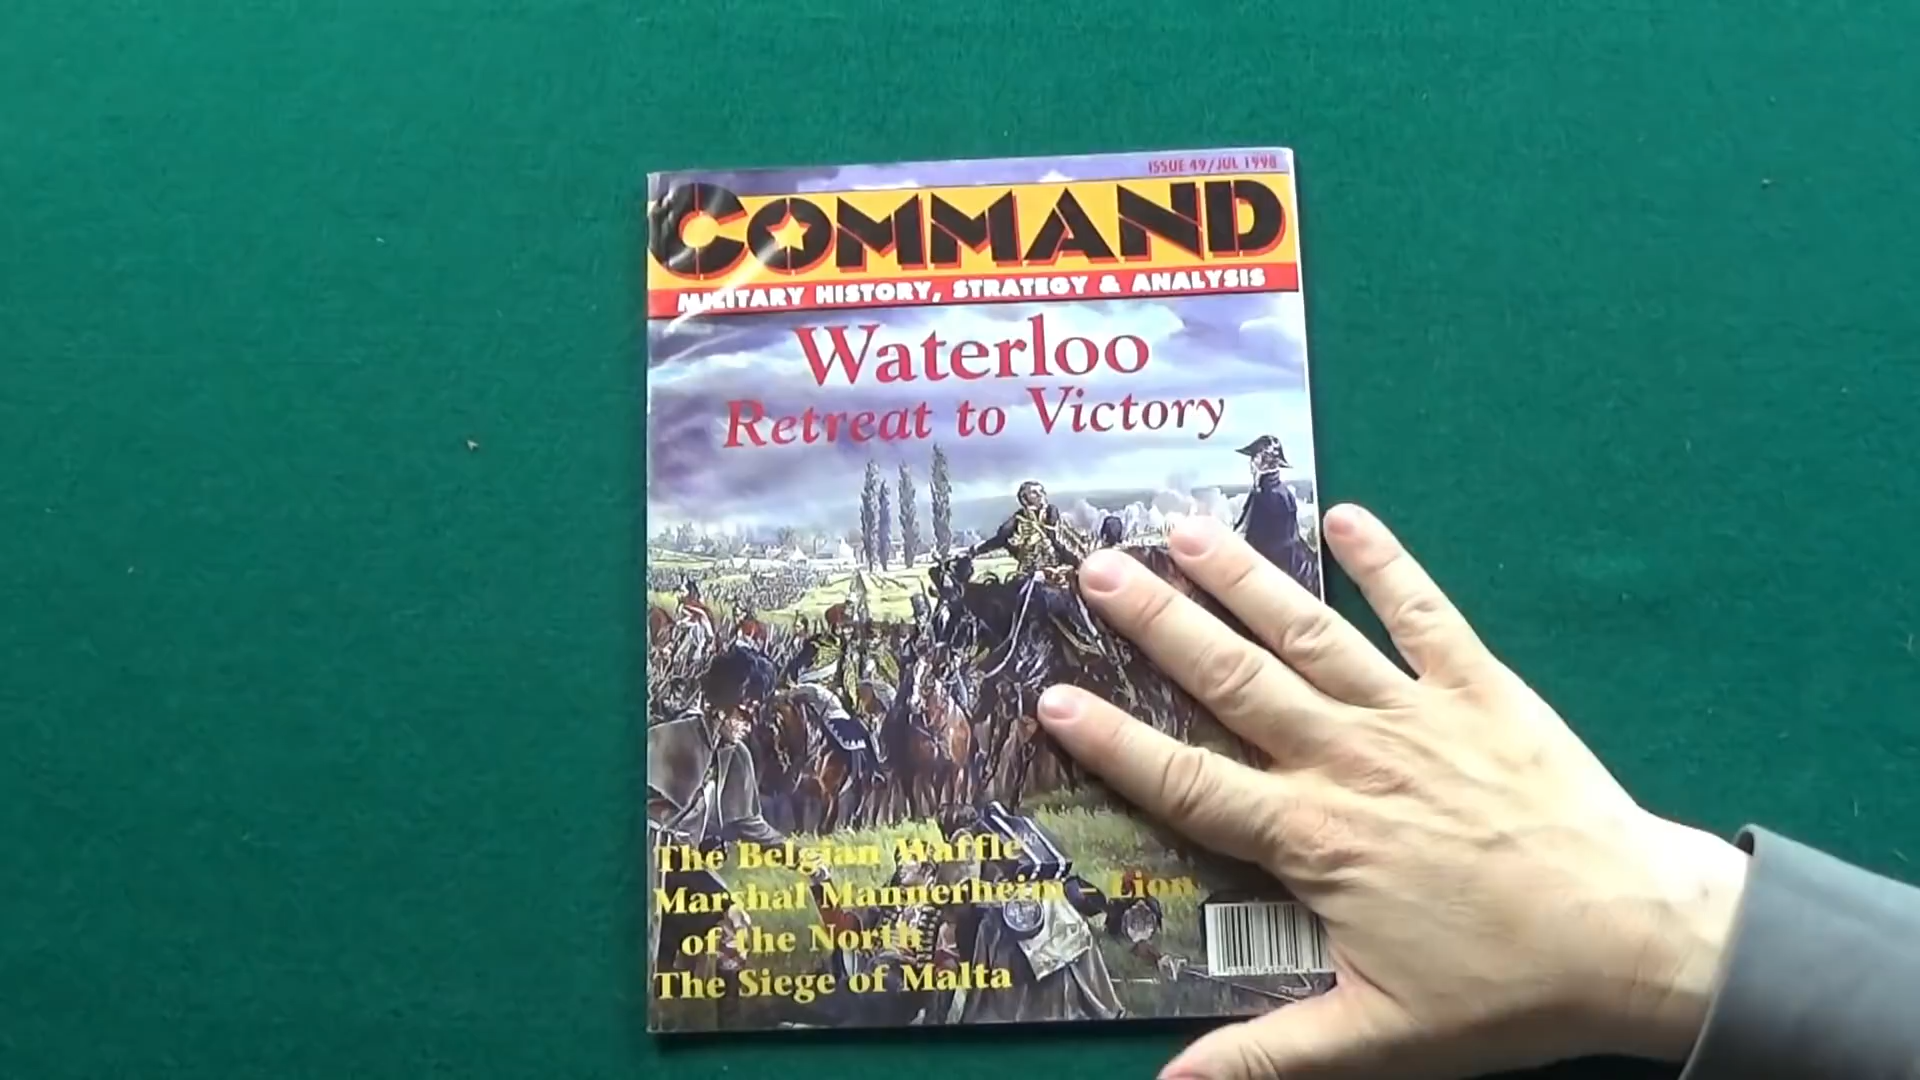 ISSUE 49/JUL 1998
COMMAND
MILITARY HISTORY, STRATEGY & ANALYSIS
Waterloo
Retreat to Victory
The Belgian Waffle
Marshal Mannerheim – Lion
of the North
The Siege of Malta